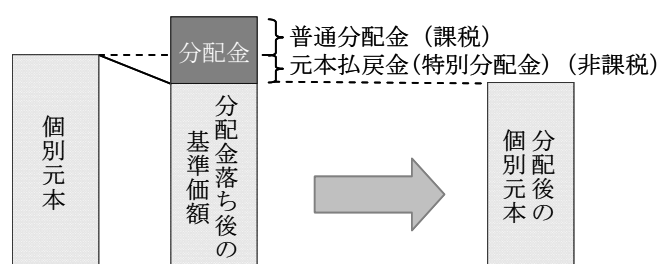 分配金
普通分配金（課税）
元本払戻金(特別分配金)（非課税）
個別元本
分配金落ち後の
基準価額
分配後の
個別元本